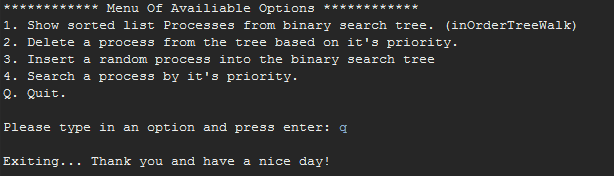 ************ Menu Of Availiable Options ************
1. Show sorted list Processes from binary search tree. (inOrderTreeWalk)
2. Delete a process from the tree based on it's priority.
3. Insert a random process into the binary search tree
4. Search a process by it's priority.
Q. Quit.
Please type in an option and press enter: q
Exiting... Thank you and have a nice day!